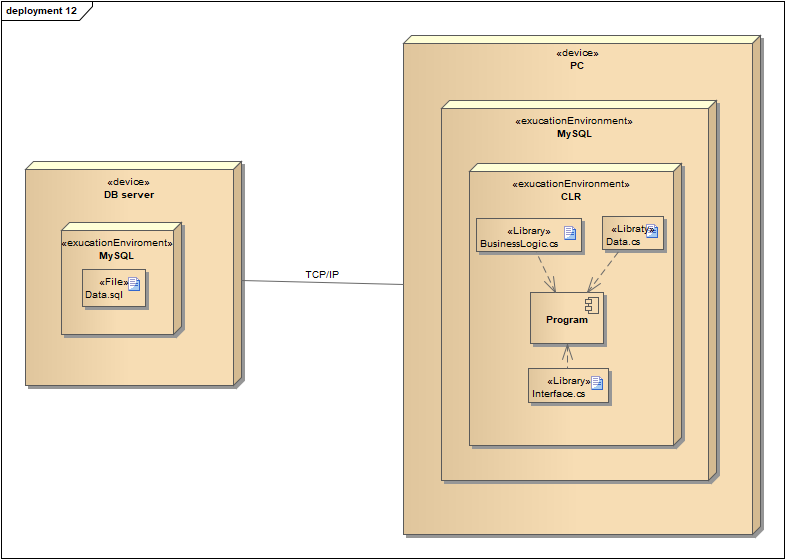 deployment 12
«device»
PC
«exucationEnvironment»
MySQL
«exucationEnvironment»
CLR
«Library»
BusinessLogic.cs
«Libraty»
Data.cs
Program
«Library»
Interface.cs
«device»
DB server
«exucationEnviroment»
MySQL
«File»
Data.sql
TCP/IP